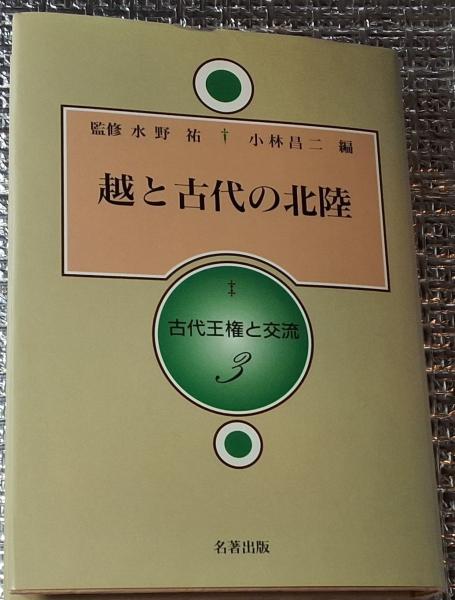 監修 水野 祐 † 小林昌二 編
越と古代の北陸
‡
古代王権と交流
3
名著出版